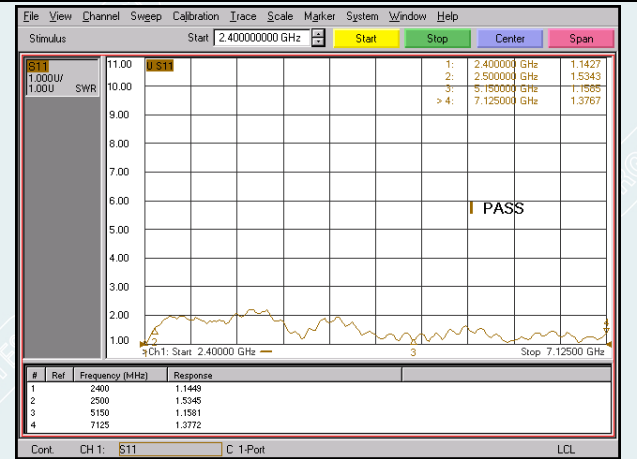 File View Channel Sweep Calibration Trace Scale Marker System Window Help
Stimulus Start 2.400000000 GHz Start Stop Center Span
S11
1.000U/
1.00U SWR
11.00
10.00
9.00
8.00
7.00
6.00
5.00
4.00
3.00
2.00
1.00
U S11
1: 2.400000 GHz 1.1427
2: 2.500000 GHz 1.5343
3: 5.150000 GHz 1.1585
> 4: 7.125000 GHz 1.3767
PASS
2
3
4
>Ch1: Start 2.40000 GHz
Stop 7.12500 GHz
# Ref Frequency (MHz) Response
1 2400 1.1449
2 2500 1.5345
3 5150 1.1581
4 7125 1.3772
Cont. CH 1: S11 C 1-Port LCL